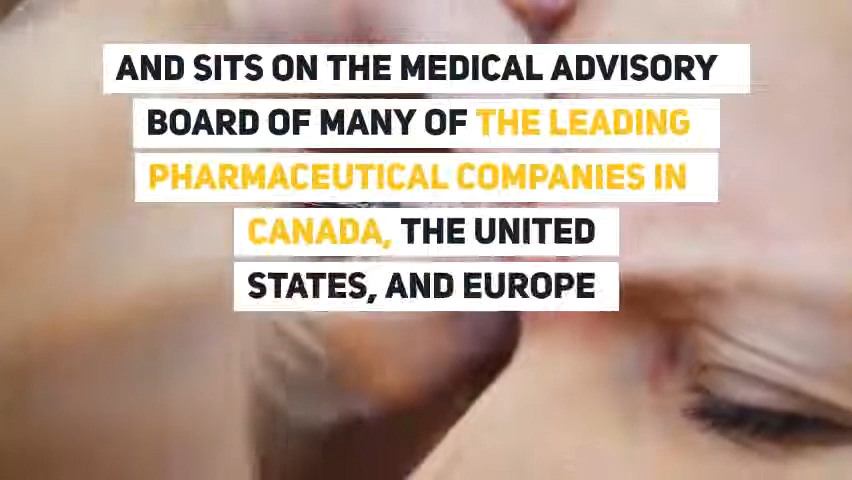 AND SITS ON THE MEDICAL ADVISORY
BOARD OF MANY OF THE LEADING
PHARMACEUTICAL COMPANIES IN
CANADA, THE UNITED
STATES, AND EUROPE